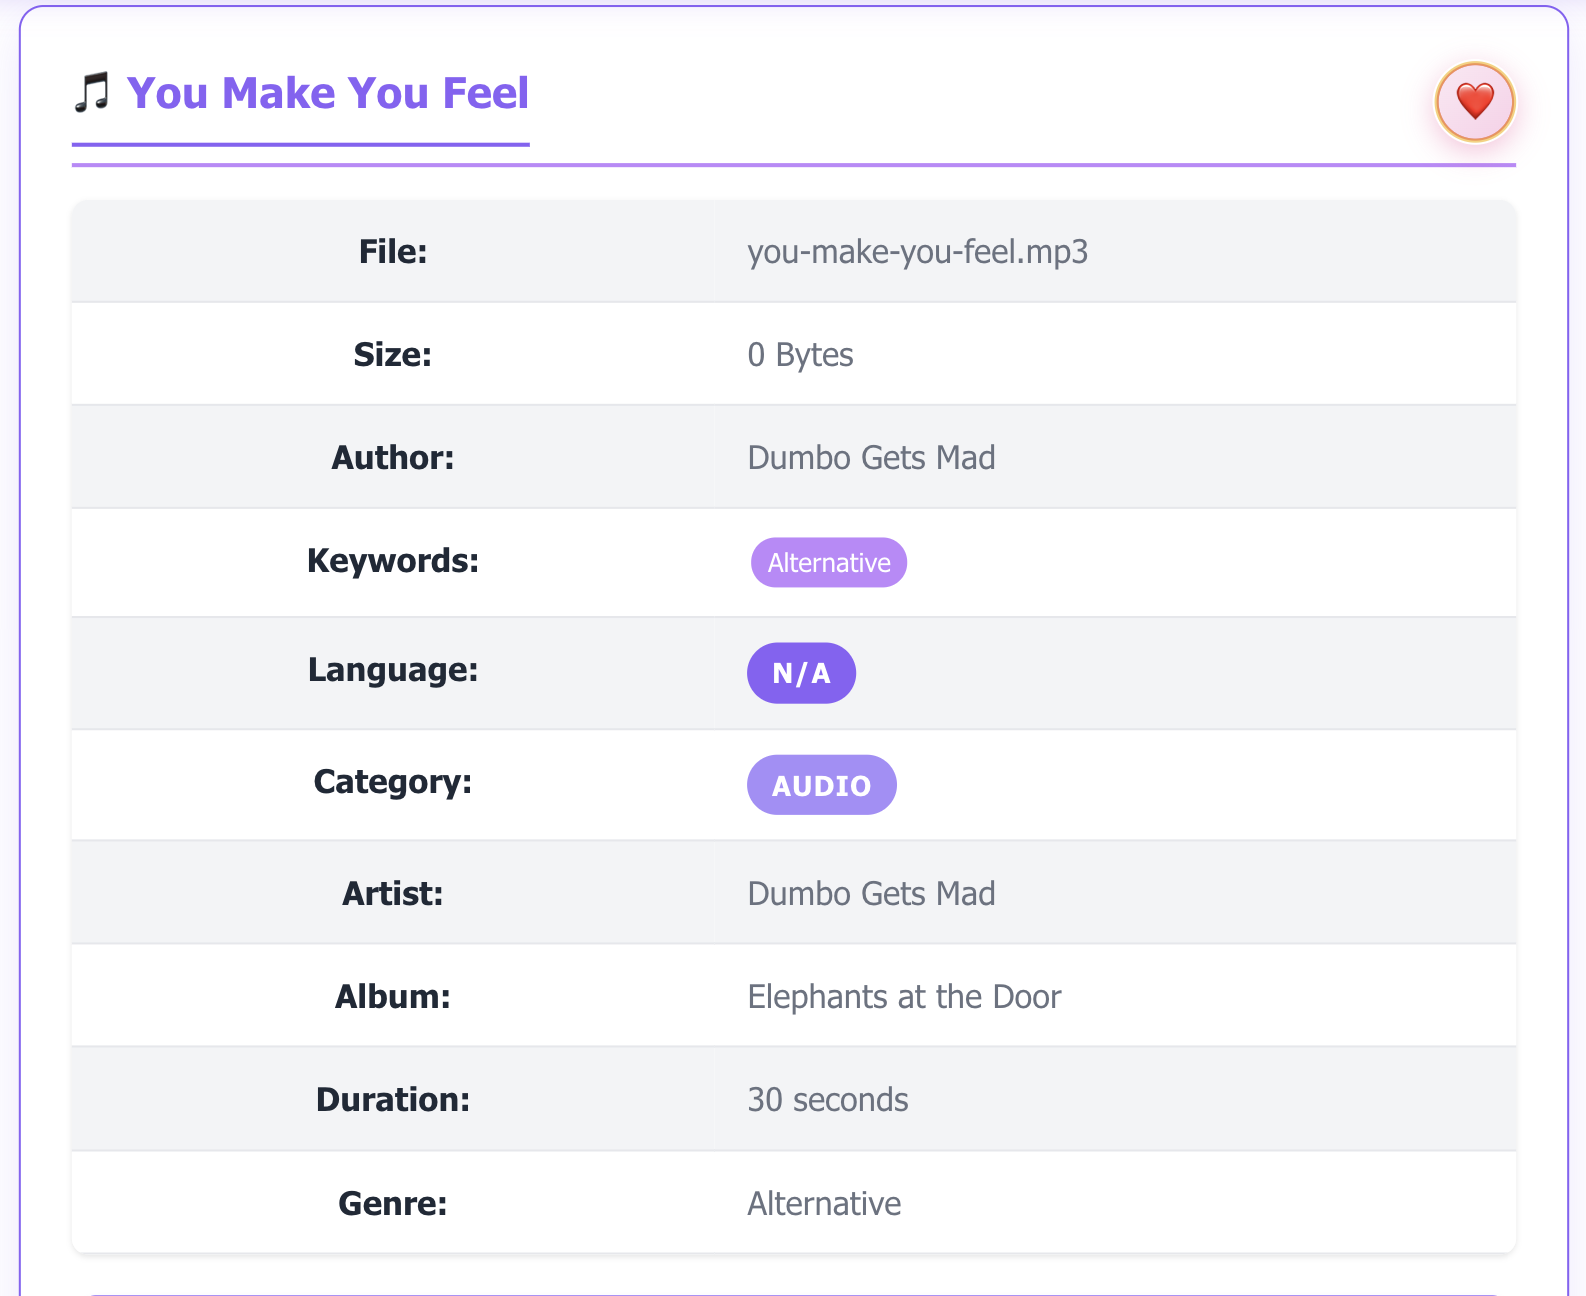 You Make You Feel
File: you-make-you-feel.mp3
Size: 0 Bytes
Author: Dumbo Gets Mad
Keywords: Alternative
Language: N/A
Category: AUDIO
Artist: Dumbo Gets Mad
Album: Elephants at the Door
Duration: 30 seconds
Genre: Alternative